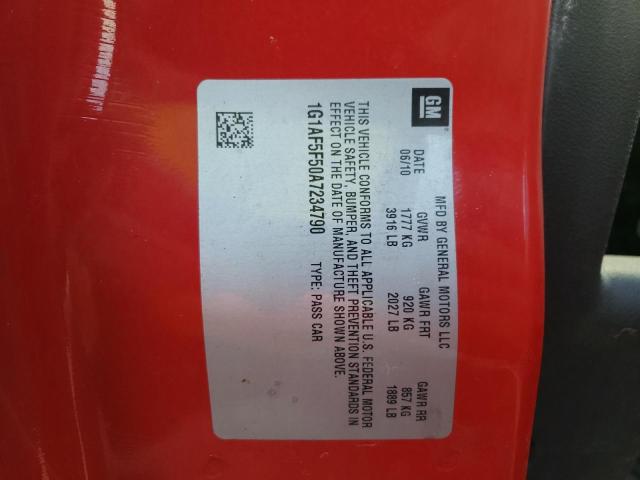 GM
MFD BY GENERAL MOTORS LLC
DATE GVWR GAWR FRT GAWR RR
06/10 1777 KG 920 KG 857 KG
3916 LB 2027 LB 1889 LB
THIS VEHICLE CONFORMS TO ALL APPLICABLE U.S. FEDERAL MOTOR
VEHICLE SAFETY, BUMPER, AND THEFT PREVENTION STANDARDS IN
EFFECT ON THE DATE OF MANUFACTURE SHOWN ABOVE.
1G1AF5F50A7234790 TYPE: PASS CAR